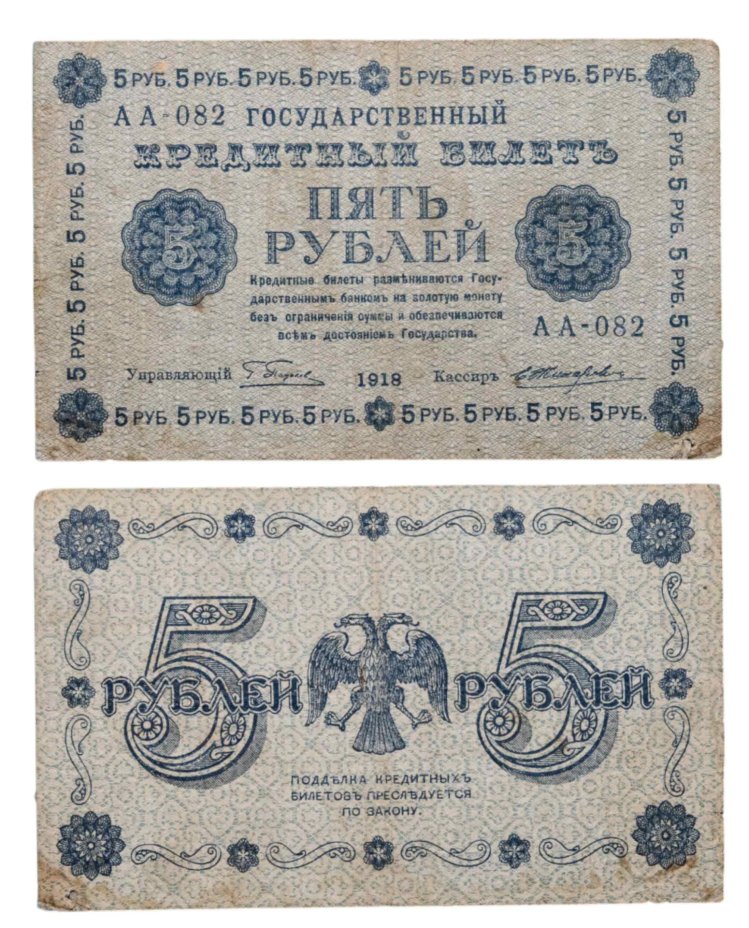 5 РУБ. 5 РУБ. 5 РУБ. 5 РУБ. 5 РУБ. 5 РУБ. 5 РУБ. 5 РУБ.
АА-082 ГОСУДАРСТВЕННЫЙ
КРЕДИТНЫЙ БИЛЕТЪ
5 РУБ. 5 РУБ. 5 РУБ. 5 РУБ.
5 РУБ. 5 РУБ. 5 РУБ. 5 РУБ.
5
ПЯТЬ
5
РУБЛЕЙ
Кредитные билеты размѣниваются Госу-
дарственнымъ банкомъ на золотую монету
безъ ограниченія суммы и обезпечиваются
всѣмъ достояніемъ Государства.
АА-082
Управляющій
1918
Кассиръ
5 РУБ. 5 РУБ. 5 РУБ. 5 РУБ. 5 РУБ. 5 РУБ. 5 РУБ. 5 РУБ.
5 5
РУБЛЕЙ РУБЛЕЙ
ПОДДѢЛКА КРЕДИТНЫХЪ
БИЛЕТОВЪ ПРЕСЛѢДУЕТСЯ
ПО ЗАКОНУ.